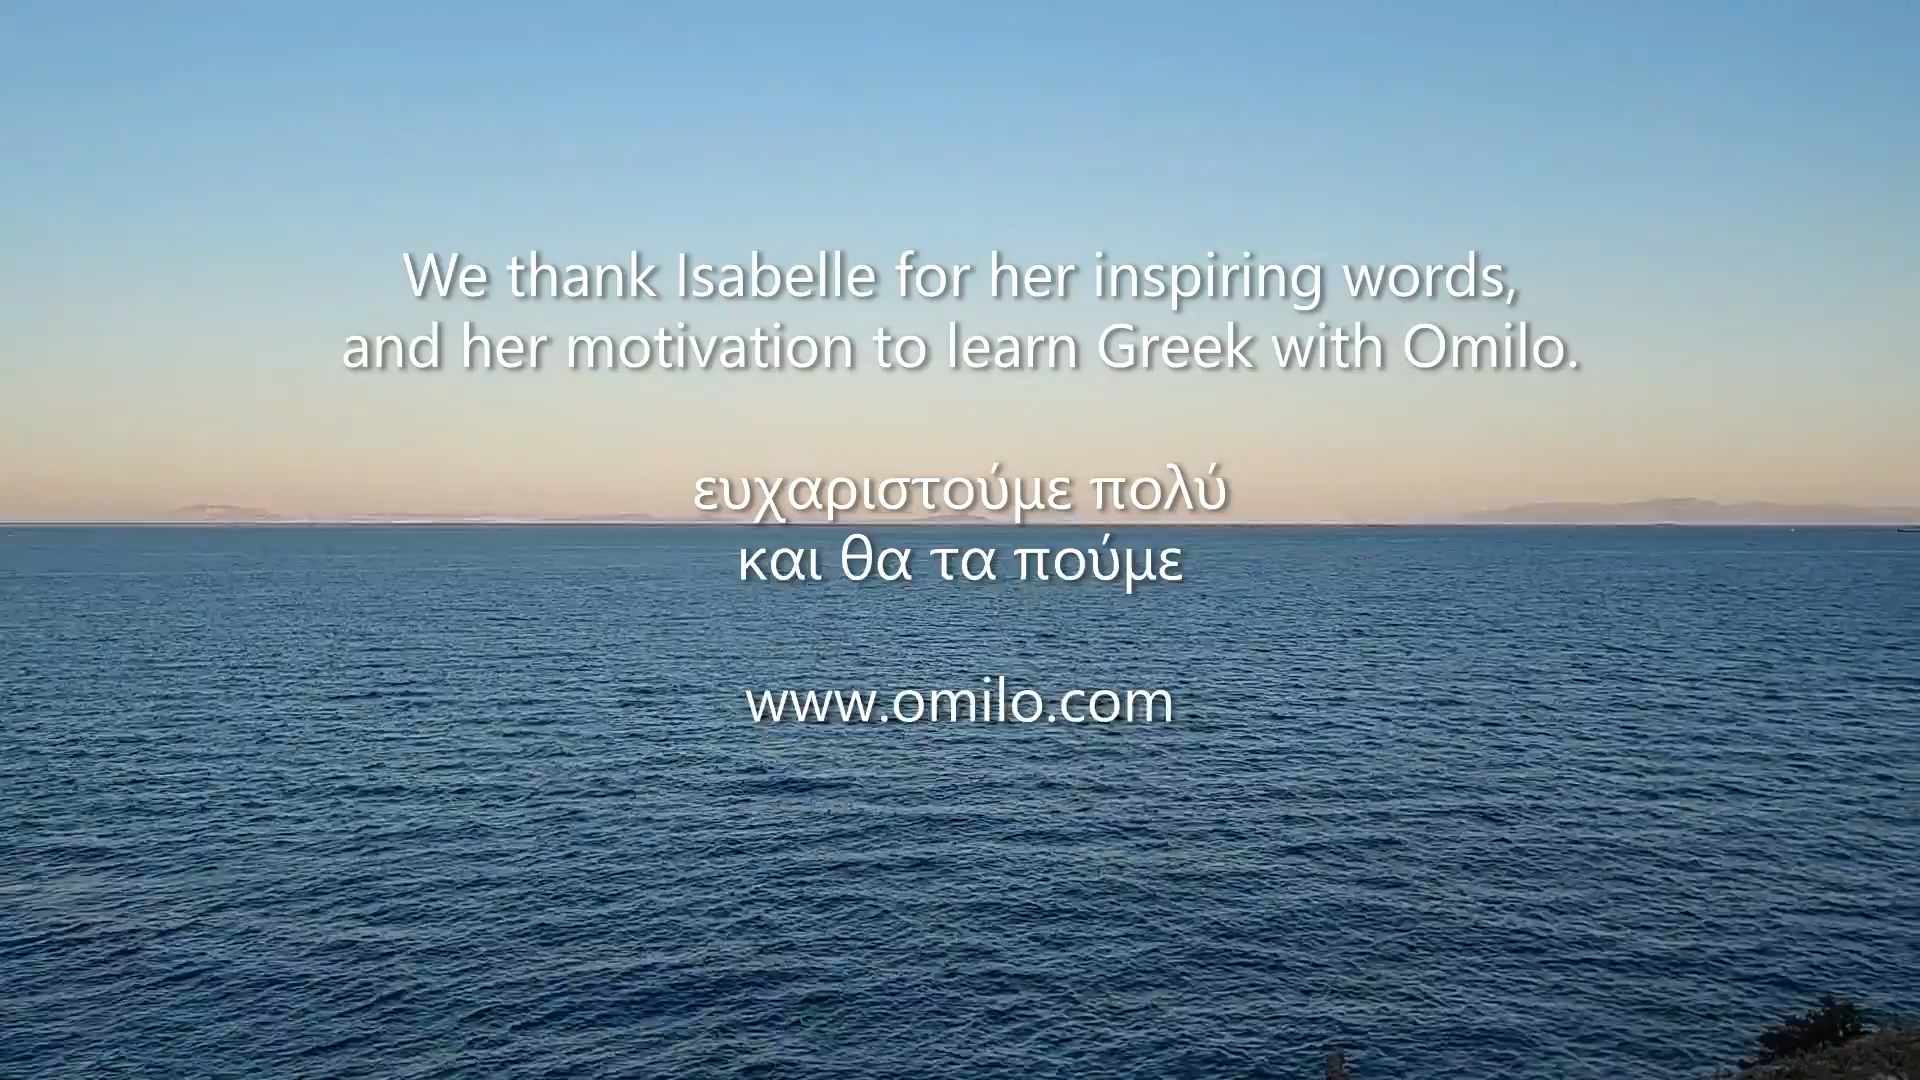 We thank Isabelle for her inspiring words,
and her motivation to learn Greek with Omilo.
ευχαριστούμε πολύ
και θα τα πούμε
www.omilo.com